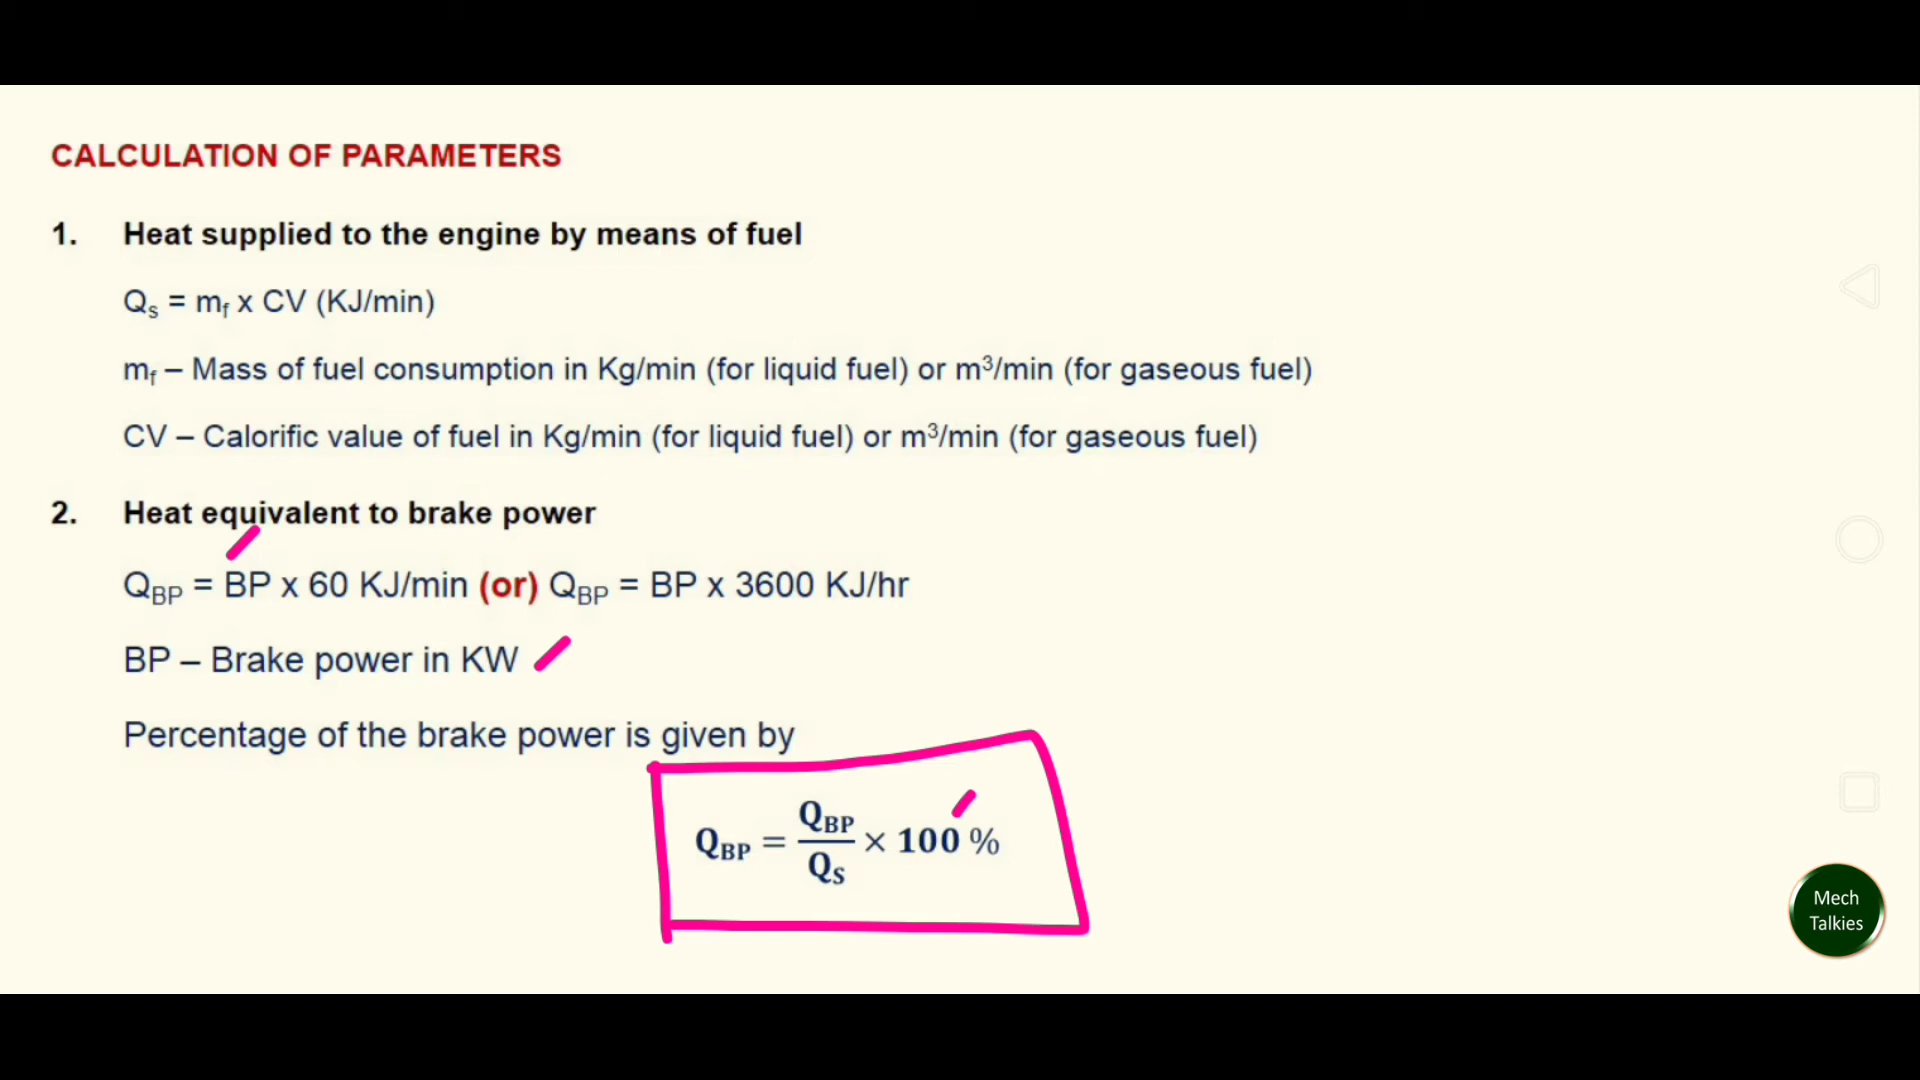 CALCULATION OF PARAMETERS
1. Heat supplied to the engine by means of fuel
Qs = mf x CV (KJ/min)
mf – Mass of fuel consumption in Kg/min (for liquid fuel) or m³/min (for gaseous fuel)
CV – Calorific value of fuel in Kg/min (for liquid fuel) or m³/min (for gaseous fuel)
2. Heat equivalent to brake power
QBP = BP x 60 KJ/min (or) QBP = BP x 3600 KJ/hr
BP – Brake power in KW
Percentage of the brake power is given by
QBP = QBP/QS × 100 %
Mech
Talkies